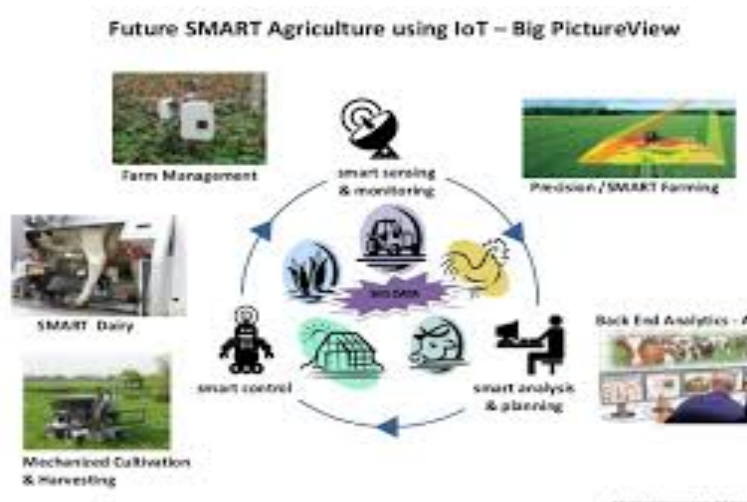 Future SMART Agriculture using IoT – Big PictureView
Farm Management
smart sensing
& monitoring
Precision /SMART Farming
BIG DATA
SMART Dairy
Back End Analytics - A
smart control
smart analysis
& planning
Mechanized Cultivation
& Harvesting